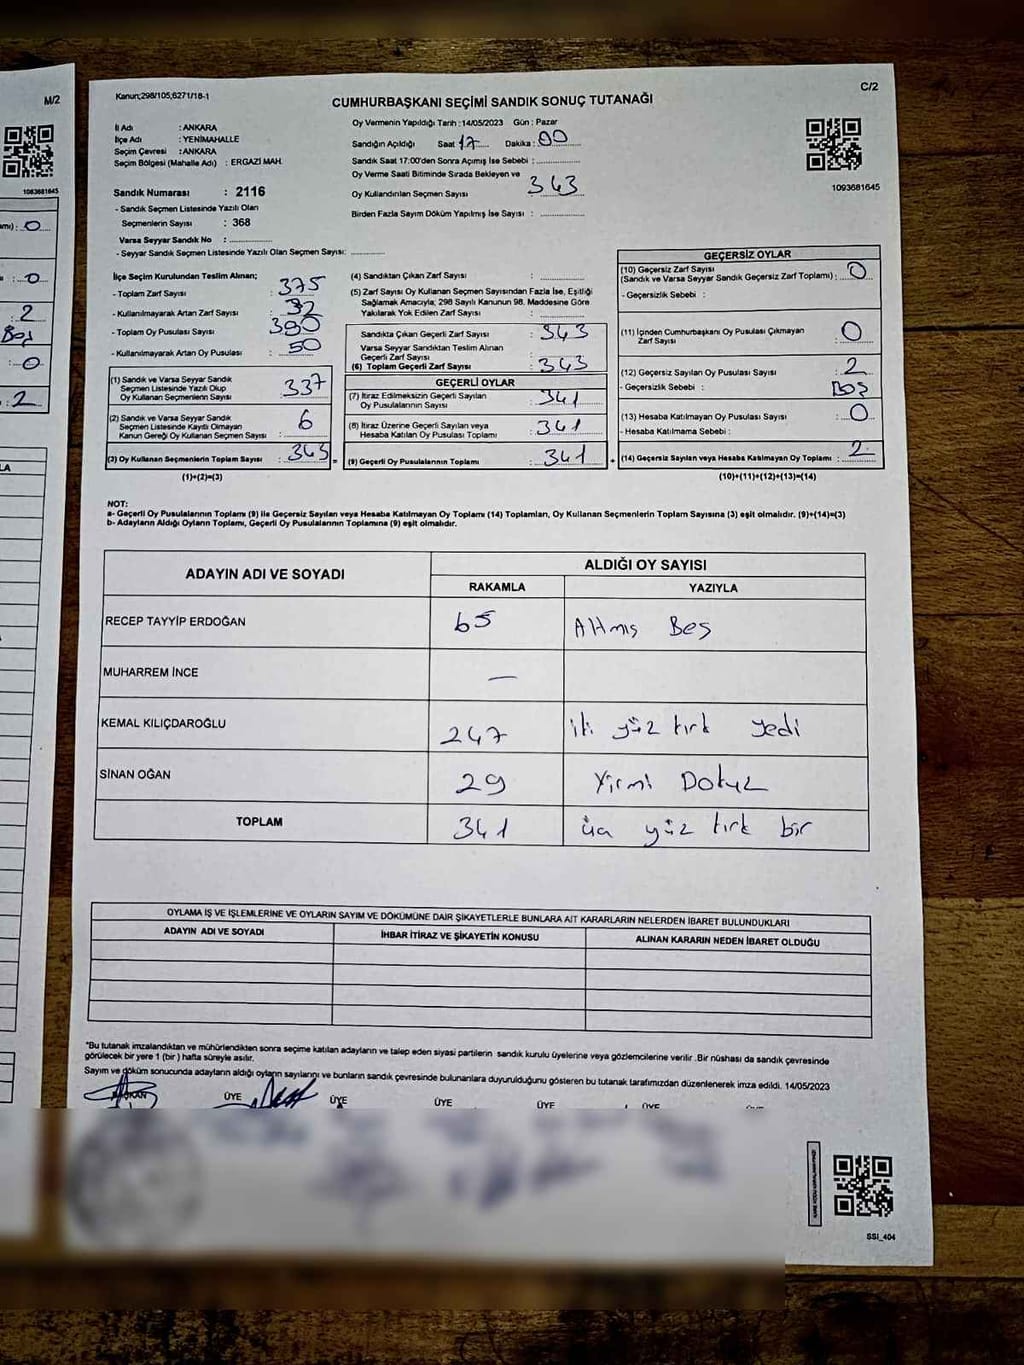 M/2
1083681645
mı) : 0
: 0
2
Boş
: 0
: 2
LA
Kanun;298/105,6271/18-1
C/2
CUMHURBAŞKANI SEÇİMİ SANDIK SONUÇ TUTANAĞI
İl Adı : ANKARA
İlçe Adı : YENİMAHALLE
Seçim Çevresi : ANKARA
Seçim Bölgesi (Mahalle Adı) : ERGAZİ MAH.
Oy Vermenin Yapıldığı Tarih : 14/05/2023 Gün : Pazar
Sandığın Açıldığı Saat 17 Dakika : 00
Sandık Saat 17:00'den Sonra Açımış İse Sebebi : ..............
Oy Verme Saati Bitiminde Sırada Bekleyen ve
Oy Kullandırılan Seçmen Sayısı : 343
Birden Fazla Sayım Döküm Yapılmış İse Sayısı : ..............
1093681645
Sandık Numarası : 2116
- Sandık Seçmen Listesinde Yazılı Olan
Seçmenlerin Sayısı : 368
Varsa Seyyar Sandık No : ..............
- Seyyar Sandık Seçmen Listesinde Yazılı Olan Seçmen Sayısı: ..............
İlçe Seçim Kurulundan Teslim Alınan;
- Toplam Zarf Sayısı : 375
- Kullanılmayarak Artan Zarf Sayısı : 32
- Toplam Oy Pusulası Sayısı : 390
- Kullanılmayarak Artan Oy Pusulası : 50
(1) Sandık ve Varsa Seyyar Sandık
Seçmen Listesinde Yazılı Olup
Oy Kullanan Seçmenlerin Sayısı : 337
(2) Sandık ve Varsa Seyyar Sandık
Seçmen Listesinde Kayıtlı Olmayan
Kanun Gereği Oy Kullanan Seçmen Sayısı : 6
(3) Oy Kullanan Seçmenlerin Toplam Sayısı : 343 =
(1)+(2)=(3)
(4) Sandıktan Çıkan Zarf Sayısı : ..............
(5) Zarf Sayısı Oy Kullanan Seçmen Sayısından Fazla İse, Eşitliği
Sağlamak Amacıyla; 298 Sayılı Kanunun 98. Maddesine Göre
Yakılarak Yok Edilen Zarf Sayısı : ..............
Sandıkta Çıkan Geçerli Zarf Sayısı : 343
Varsa Seyyar Sandıktan Teslim Alınan
Geçerli Zarf Sayısı :
(6) Toplam Geçerli Zarf Sayısı : 343
GEÇERLİ OYLAR
(7) İtiraz Edilmeksizin Geçerli Sayılan
Oy Pusulalarının Sayısı : 341
(8) İtiraz Üzerine Geçerli Sayılan veya
Hesaba Katılan Oy Pusulası Toplamı : 341
(9) Geçerli Oy Pusulalarının Toplamı : 341 +
GEÇERSİZ OYLAR
(10) Geçersiz Zarf Sayısı
(Sandık ve Varsa Seyyar Sandık Geçersiz Zarf Toplamı) : 0
- Geçersizlik Sebebi :
(11) İçinden Cumhurbaşkanı Oy Pusulası Çıkmayan
Zarf Sayısı : 0
(12) Geçersiz Sayılan Oy Pusulası Sayısı : 2
- Geçersizlik Sebebi : Boş
(13) Hesaba Katılmayan Oy Pusulası Sayısı : 0
- Hesaba Katılmama Sebebi :
(14) Geçersiz Sayılan veya Hesaba Katılmayan Oy Toplamı : 2
(10)+(11)+(12)+(13)=(14)
NOT:
a- Geçerli Oy Pusulalarının Toplamı (9) ile Geçersiz Sayılan veya Hesaba Katılmayan Oy Toplamı (14) Toplamları, Oy Kullanan Seçmenlerin Toplam Sayısına (3) eşit olmalıdır. (9)+(14)=(3)
b- Adayların Aldığı Oyların Toplamı, Geçerli Oy Pusulalarının Toplamına (9) eşit olmalıdır.
ADAYIN ADI VE SOYADI
ALDIĞI OY SAYISI
RAKAMLA YAZIYLA
RECEP TAYYİP ERDOĞAN 65 Altmış Beş
MUHARREM İNCE —
KEMAL KILIÇDAROĞLU 247 iki yüz kırk yedi
SİNAN OĞAN 29 Yirmi Dokuz
TOPLAM 341 üç yüz kırk bir
OYLAMA İŞ VE İŞLEMLERİNE VE OYLARIN SAYIM VE DÖKÜMÜNE DAİR ŞİKAYETLERLE BUNLARA AİT KARARLARIN NELERDEN İBARET BULUNDUKLARI
ADAYIN ADI VE SOYADI İHBAR İTİRAZ VE ŞİKAYETİN KONUSU ALINAN KARARIN NEDEN İBARET OLDUĞU
*Bu tutanak imzalandıktan ve mühürlendikten sonra seçime katılan adayların ve talep eden siyasi partilerin sandık kurulu üyelerine veya gözlemcilerine verilir .Bir nüshası da sandık çevresinde
görülecek bir yere 1 (bir ) hafta süreyle asılır.
Sayım ve döküm sonucunda adayların aldığı oyların sayılarını ve bunların sandık çevresinde bulunanlara duyurulduğunu gösteren bu tutanak tarafımızdan düzenlenerek imza edildi. 14/05/2023
BAŞKAN ÜYE ÜYE ÜYE ÜYE ÜYE ÜYE
SSI_404